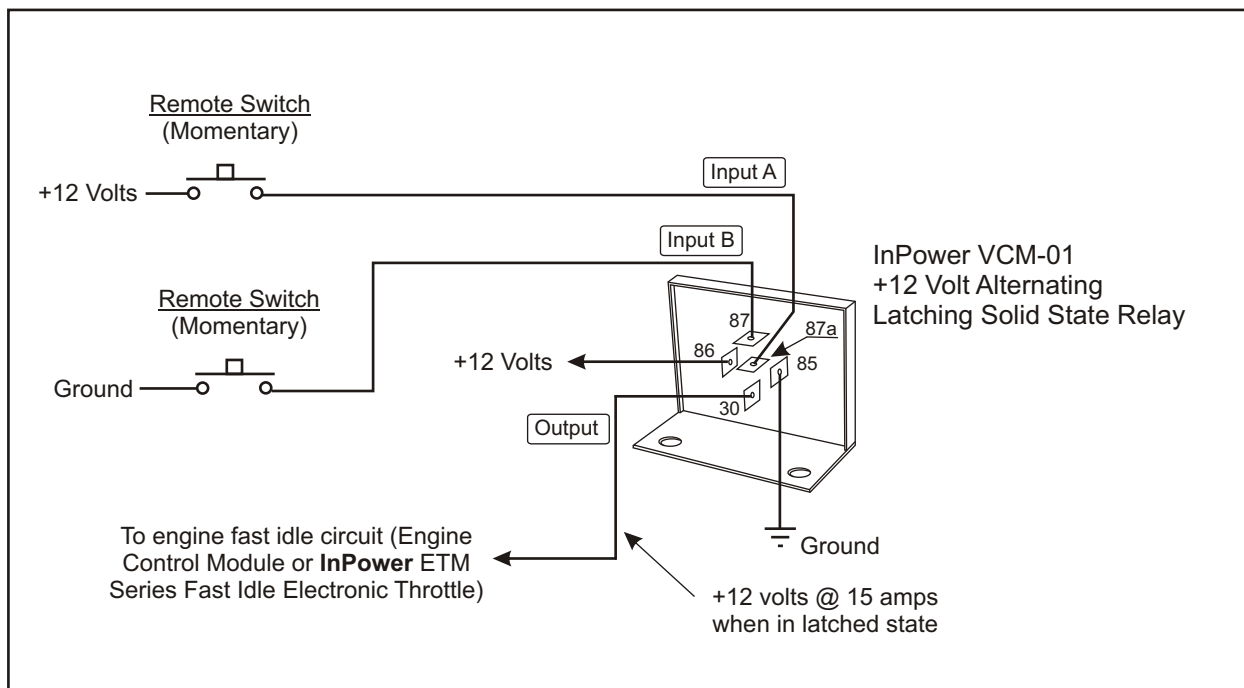 Remote Switch
(Momentary)
+12 Volts
Input A
Input B
InPower VCM-01
+12 Volt Alternating
Latching Solid State Relay
Remote Switch
(Momentary)
87
87a
86
85
+12 Volts
Ground
30
Output
To engine fast idle circuit (Engine
Control Module or InPower ETM
Series Fast Idle Electronic Throttle)
Ground
+12 volts @ 15 amps
when in latched state